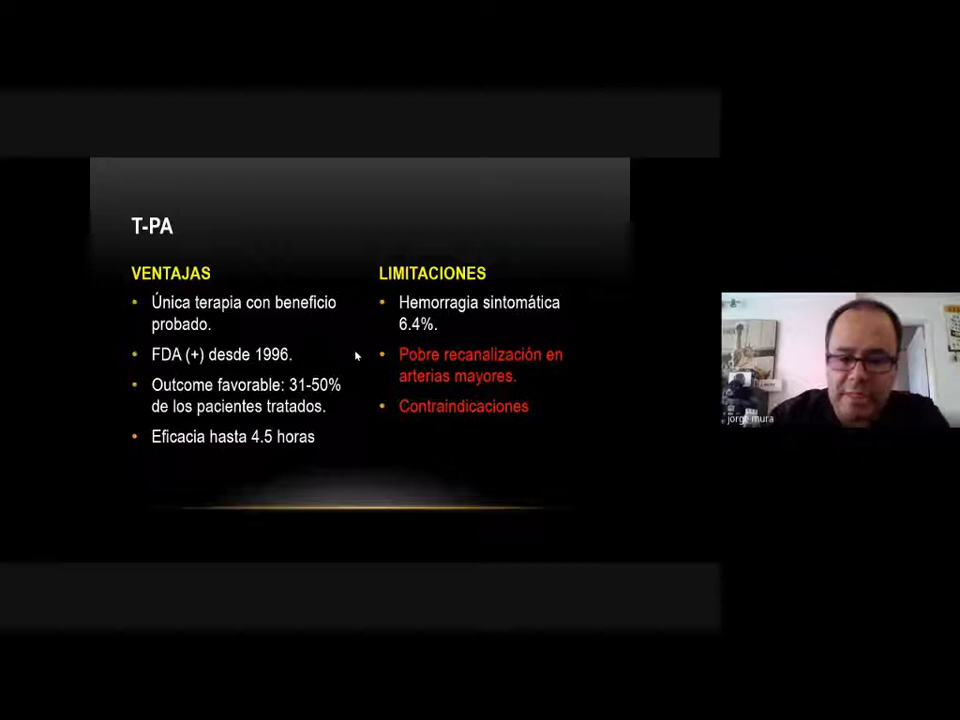 T-PA
VENTAJAS
• Única terapia con beneficio
probado.
• FDA (+) desde 1996.
• Outcome favorable: 31-50%
de los pacientes tratados.
• Eficacia hasta 4.5 horas
LIMITACIONES
• Hemorragia sintomática
6.4%.
• Pobre recanalización en
arterias mayores.
• Contraindicaciones
jorge mura